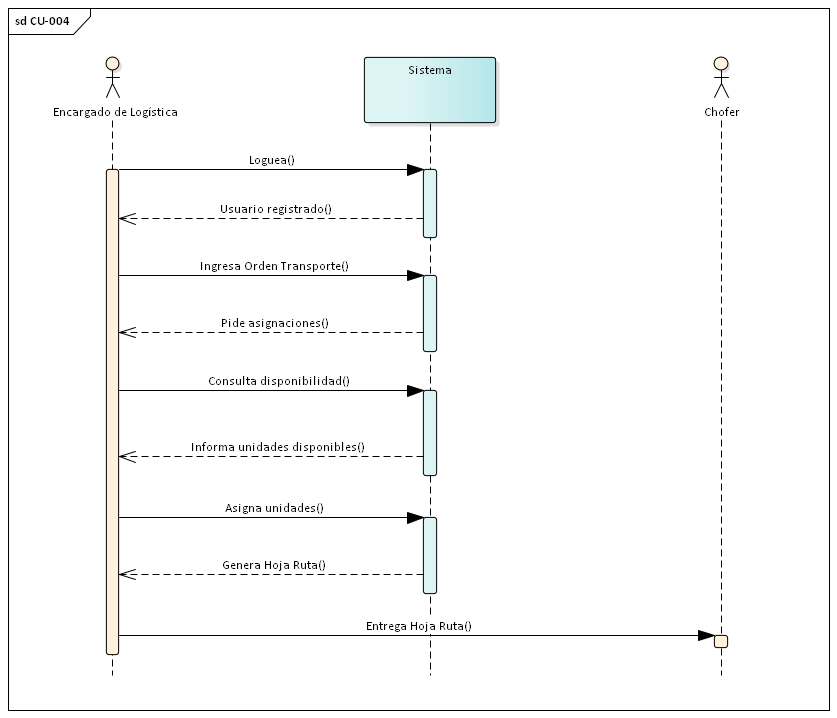 sd CU-004
Sistema
Encargado de Logística
Chofer
Loguea()
Usuario registrado()
Ingresa Orden Transporte()
Pide asignaciones()
Consulta disponibilidad()
Informa unidades disponibles()
Asigna unidades()
Genera Hoja Ruta()
Entrega Hoja Ruta()